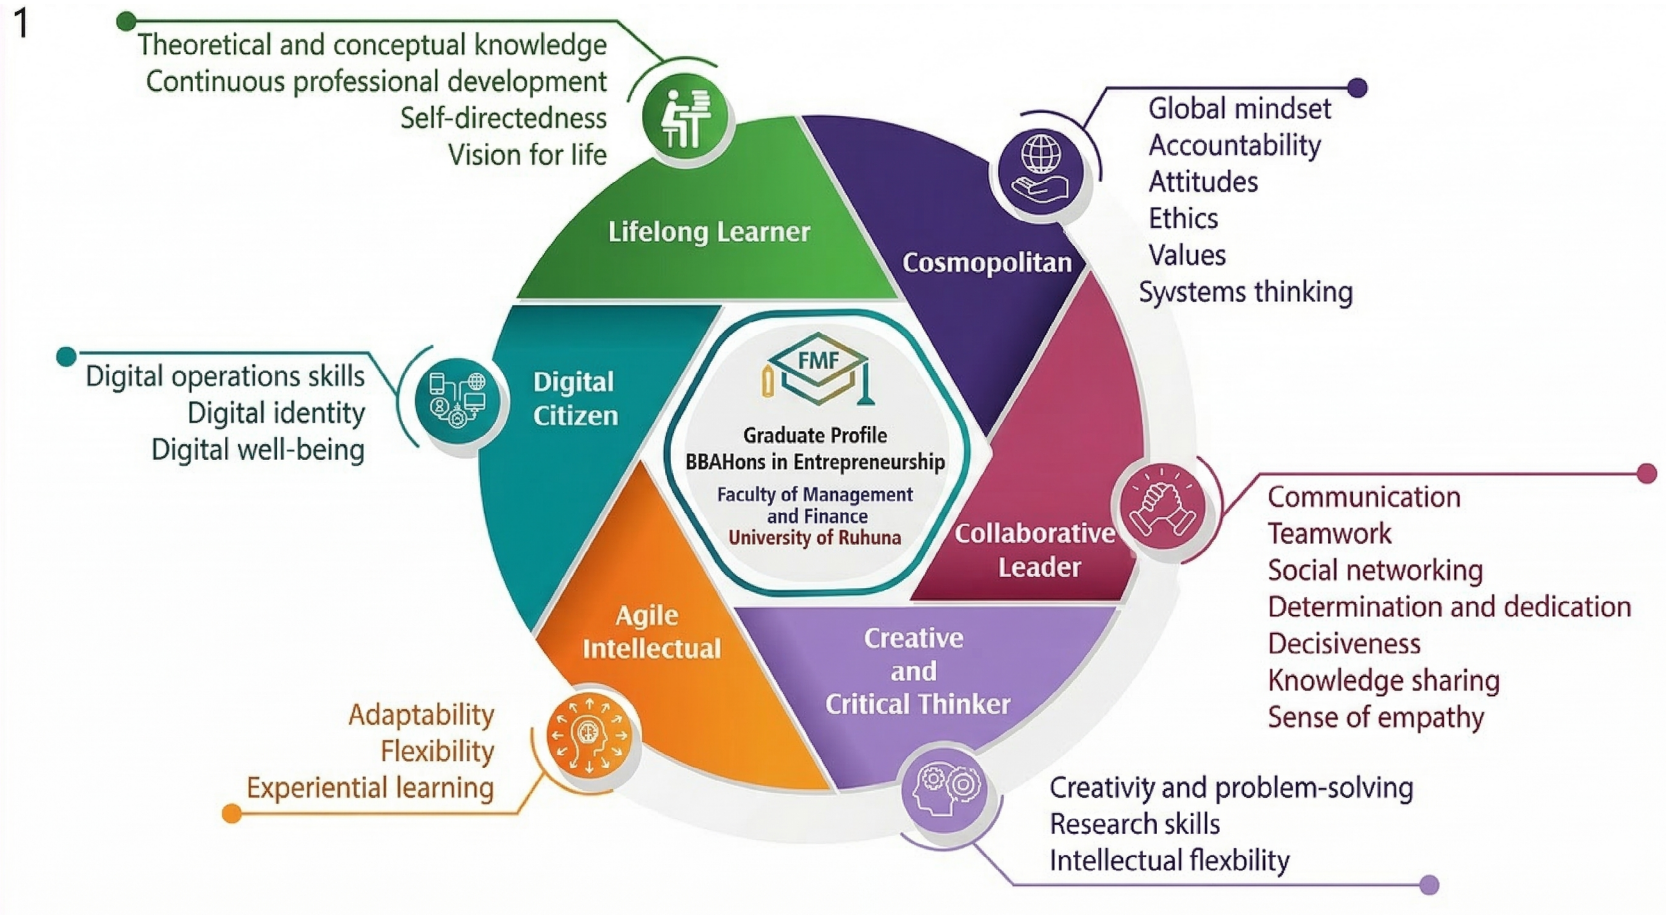 1
Theoretical and conceptual knowledge
Continuous professional development
Self-directedness
Vision for life
Lifelong Learner
Global mindset
Accountability
Attitudes
Ethics
Values
Sywstems thinking
Cosmopolitan
Digital operations skills
Digital identity
Digital well-being
Digital
Citizen
FMF
Graduate Profile
BBAHons in Entrepreneurship
Faculty of Management
and Finance
University of Ruhuna
Collaborative
Leader
Communication
Teamwork
Social networking
Determination and dedication
Decisiveness
Knowledge sharing
Sense of empathy
Agile
Intellectual
Adaptability
Flexibility
Experiential learning
Creative
and
Critical Thinker
Creativity and problem-solving
Research skills
Intellectual flexbility